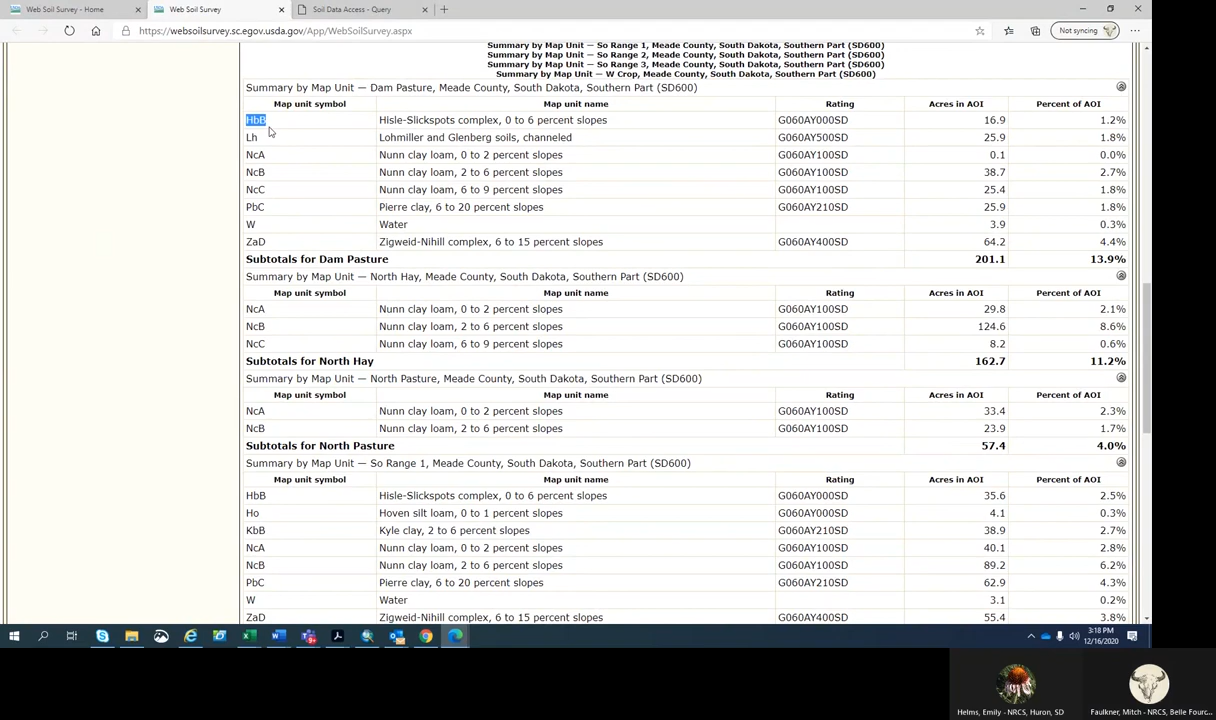 Web Soil Survey - Home
Web Soil Survey
Soil Data Access - Query
https://websoilsurvey.sc.egov.usda.gov/App/WebSoilSurvey.aspx
Not syncing
Summary by Map Unit — So Range 1, Meade County, South Dakota, Southern Part (SD600)
Summary by Map Unit — So Range 2, Meade County, South Dakota, Southern Part (SD600)
Summary by Map Unit — So Range 3, Meade County, South Dakota, Southern Part (SD600)
Summary by Map Unit — W Crop, Meade County, South Dakota, Southern Part (SD600)
Summary by Map Unit — Dam Pasture, Meade County, South Dakota, Southern Part (SD600)
Map unit symbol Map unit name Rating Acres in AOI Percent of AOI
HbB Hisle-Slickspots complex, 0 to 6 percent slopes G060AY000SD 16.9 1.2%
Lh Lohmiller and Glenberg soils, channeled G060AY500SD 25.9 1.8%
NcA Nunn clay loam, 0 to 2 percent slopes G060AY100SD 0.1 0.0%
NcB Nunn clay loam, 2 to 6 percent slopes G060AY100SD 38.7 2.7%
NcC Nunn clay loam, 6 to 9 percent slopes G060AY100SD 25.4 1.8%
PbC Pierre clay, 6 to 20 percent slopes G060AY210SD 25.9 1.8%
W Water 3.9 0.3%
ZaD Zigweid-Nihill complex, 6 to 15 percent slopes G060AY400SD 64.2 4.4%
Subtotals for Dam Pasture 201.1 13.9%
Summary by Map Unit — North Hay, Meade County, South Dakota, Southern Part (SD600)
Map unit symbol Map unit name Rating Acres in AOI Percent of AOI
NcA Nunn clay loam, 0 to 2 percent slopes G060AY100SD 29.8 2.1%
NcB Nunn clay loam, 2 to 6 percent slopes G060AY100SD 124.6 8.6%
NcC Nunn clay loam, 6 to 9 percent slopes G060AY100SD 8.2 0.6%
Subtotals for North Hay 162.7 11.2%
Summary by Map Unit — North Pasture, Meade County, South Dakota, Southern Part (SD600)
Map unit symbol Map unit name Rating Acres in AOI Percent of AOI
NcA Nunn clay loam, 0 to 2 percent slopes G060AY100SD 33.4 2.3%
NcB Nunn clay loam, 2 to 6 percent slopes G060AY100SD 23.9 1.7%
Subtotals for North Pasture 57.4 4.0%
Summary by Map Unit — So Range 1, Meade County, South Dakota, Southern Part (SD600)
Map unit symbol Map unit name Rating Acres in AOI Percent of AOI
HbB Hisle-Slickspots complex, 0 to 6 percent slopes G060AY000SD 35.6 2.5%
Ho Hoven silt loam, 0 to 1 percent slopes G060AY000SD 4.1 0.3%
KbB Kyle clay, 2 to 6 percent slopes G060AY210SD 38.9 2.7%
NcA Nunn clay loam, 0 to 2 percent slopes G060AY100SD 40.1 2.8%
NcB Nunn clay loam, 2 to 6 percent slopes G060AY100SD 89.2 6.2%
PbC Pierre clay, 6 to 20 percent slopes G060AY210SD 62.9 4.3%
W Water 3.1 0.2%
ZaD Zigweid-Nihill complex, 6 to 15 percent slopes G060AY400SD 55.4 3.8%
3:18 PM
12/16/2020
Helms, Emily - NRCS, Huron, SD
Faulkner, Mitch - NRCS, Belle Fourc...